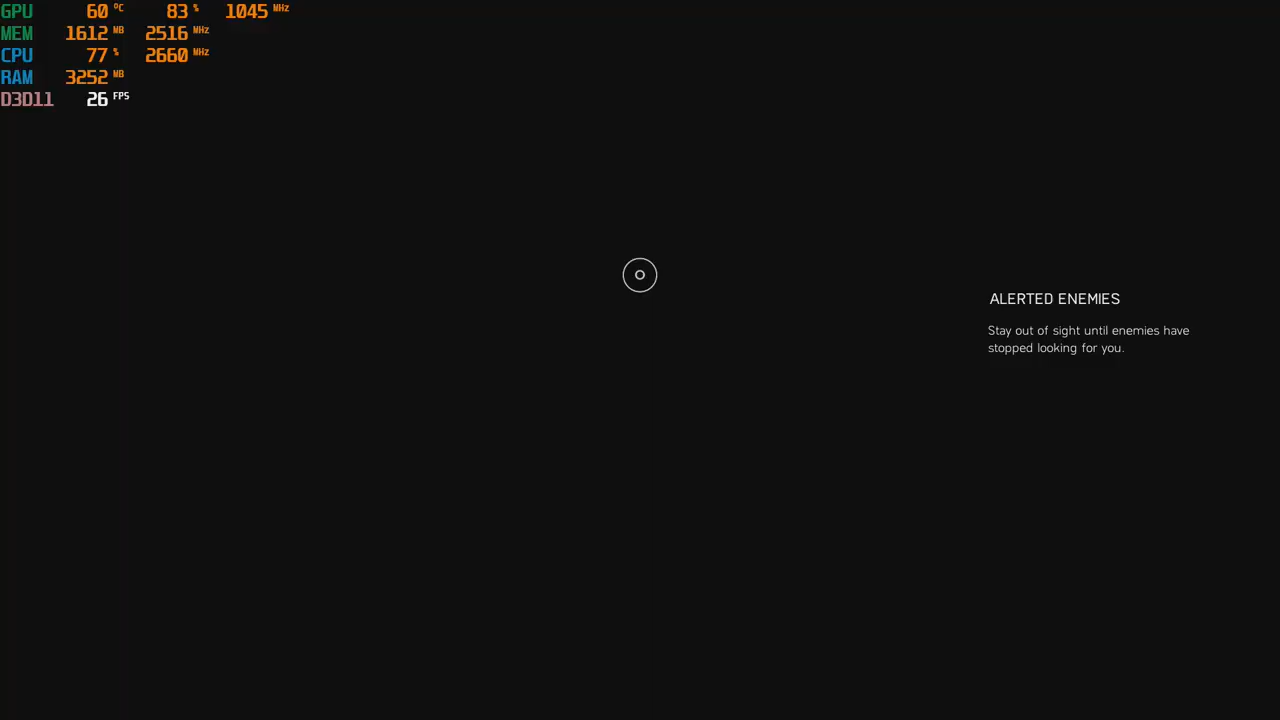 GPU 60 °C 83 % 1045 MHz
MEM 1612 MB 2516 MHz
CPU 77 % 2660 MHz
RAM 3252 MB
D3D11 26 FPS
ALERTED ENEMIES
Stay out of sight until enemies have
stopped looking for you.